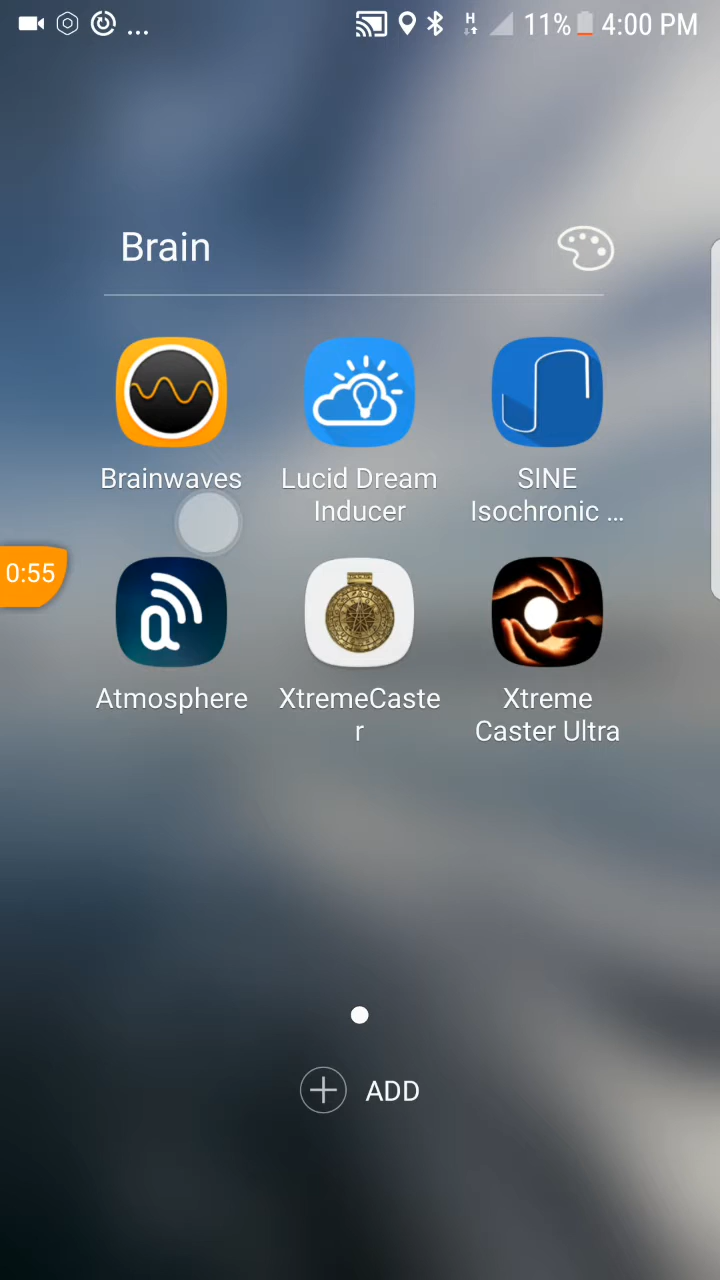 H 11% 4:00 PM
Brain
Brainwaves
Lucid Dream
Inducer
SINE
Isochronic ...
0:55
Atmosphere
XtremeCaste
r
Xtreme
Caster Ultra
ADD